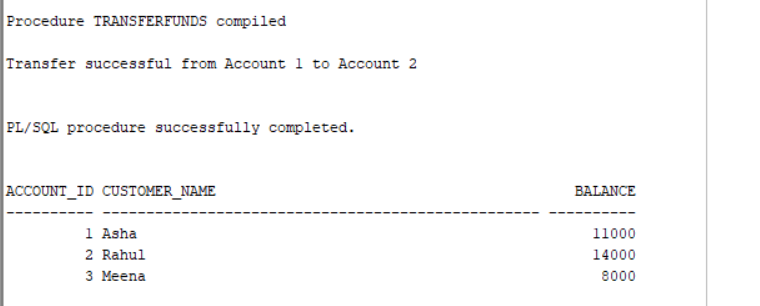 Procedure TRANSFERFUNDS compiled
Transfer successful from Account 1 to Account 2
PL/SQL procedure successfully completed.
ACCOUNT_ID CUSTOMER_NAME                                      BALANCE
---------- -------------------------------------------------- ----------
         1 Asha                                                    11000
         2 Rahul                                                   14000
         3 Meena                                                    8000